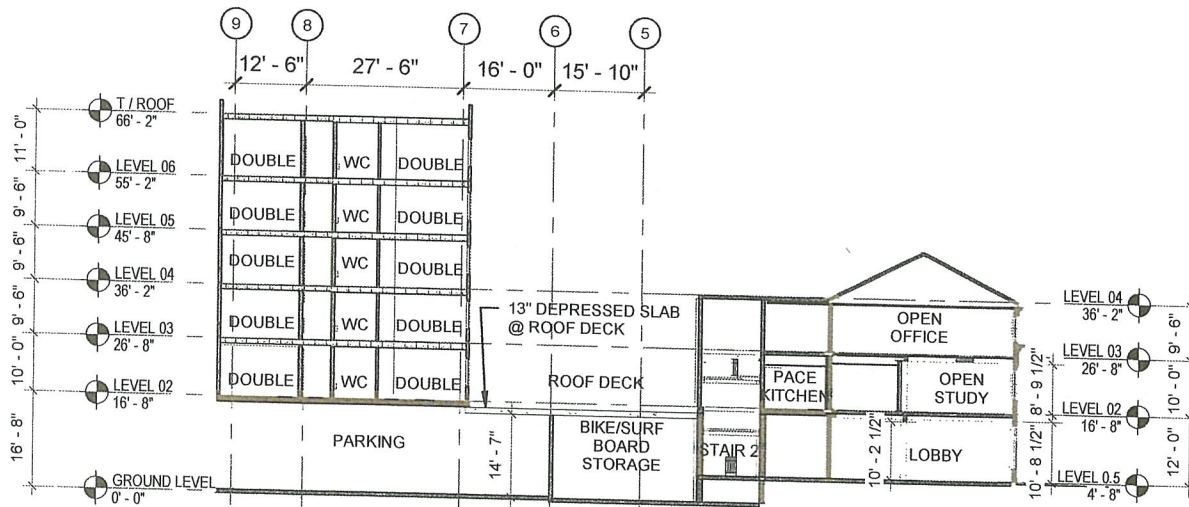 9 8 7 6 5
12' - 6" 27' - 6" 16' - 0" 15' - 10"
T / ROOF
66' - 2"
11' - 0"
LEVEL 06
55' - 2"
9' - 6"
LEVEL 05
45' - 8"
9' - 6"
LEVEL 04
36' - 2"
9' - 6"
LEVEL 03
26' - 8"
10' - 0"
LEVEL 02
16' - 8"
16' - 8"
GROUND LEVEL
0' - 0"
DOUBLE WC DOUBLE
DOUBLE WC DOUBLE
DOUBLE WC DOUBLE
DOUBLE WC DOUBLE
DOUBLE WC DOUBLE
13" DEPRESSED SLAB
@ ROOF DECK
ROOF DECK
PARKING
14' - 7"
BIKE/SURF
BOARD
STORAGE
STAIR 2
PACE
KITCHEN
OPEN
OFFICE
OPEN
STUDY
LOBBY
10' - 2 1/2"
8' - 9 1/2"
10' - 8 1/2"
LEVEL 04
36' - 2"
9' - 6"
LEVEL 03
26' - 8"
10' - 0"
LEVEL 02
16' - 8"
12' - 0"
LEVEL 0.5
4' - 8"